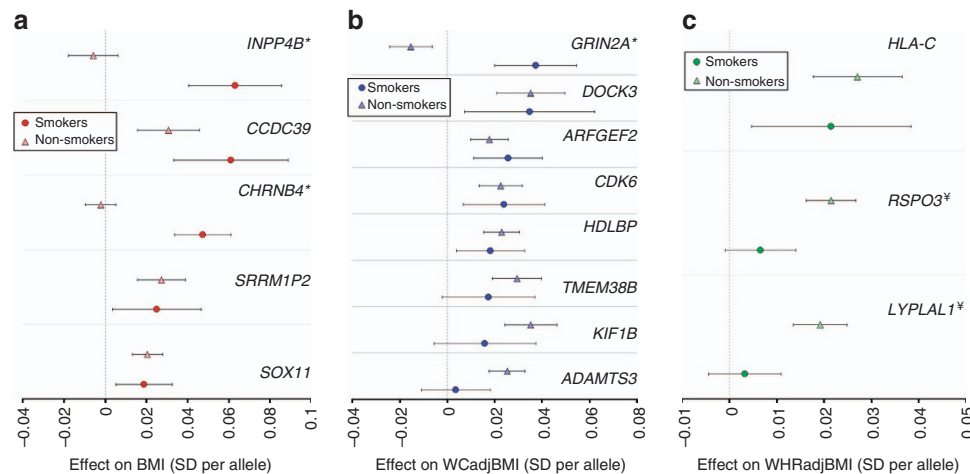 a
INPP4B*
CCDC39
Smokers
Non-smokers
CHRNB4*
SRRM1P2
SOX11
−0.04
−0.02
0
0.02
0.04
0.06
0.08
0.1
Effect on BMI (SD per allele)
b
GRIN2A*
Smokers
Non-smokers
DOCK3
ARFGEF2
CDK6
HDLBP
TMEM38B
KIF1B
ADAMTS3
−0.04
−0.02
0
0.02
0.04
0.06
0.08
Effect on WCadjBMI (SD per allele)
c
HLA-C
Smokers
Non-smokers
RSPO3¥
LYPLAL1¥
−0.01
0
0.01
0.02
0.03
0.04
0.05
Effect on WHRadjBMI (SD per allele)